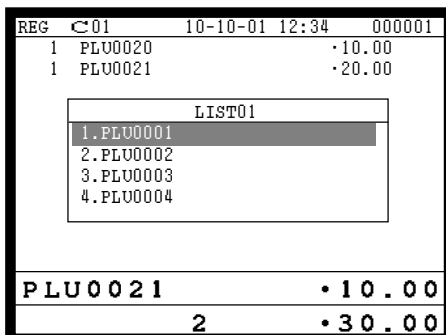 REG C01 10-10-01 12:34 000001
1 PLU0020 ·10.00
1 PLU0021 ·20.00
LIST01
1.PLU0001
2.PLU0002
3.PLU0003
4.PLU0004
PLU0021 ·10.00
2 ·30.00